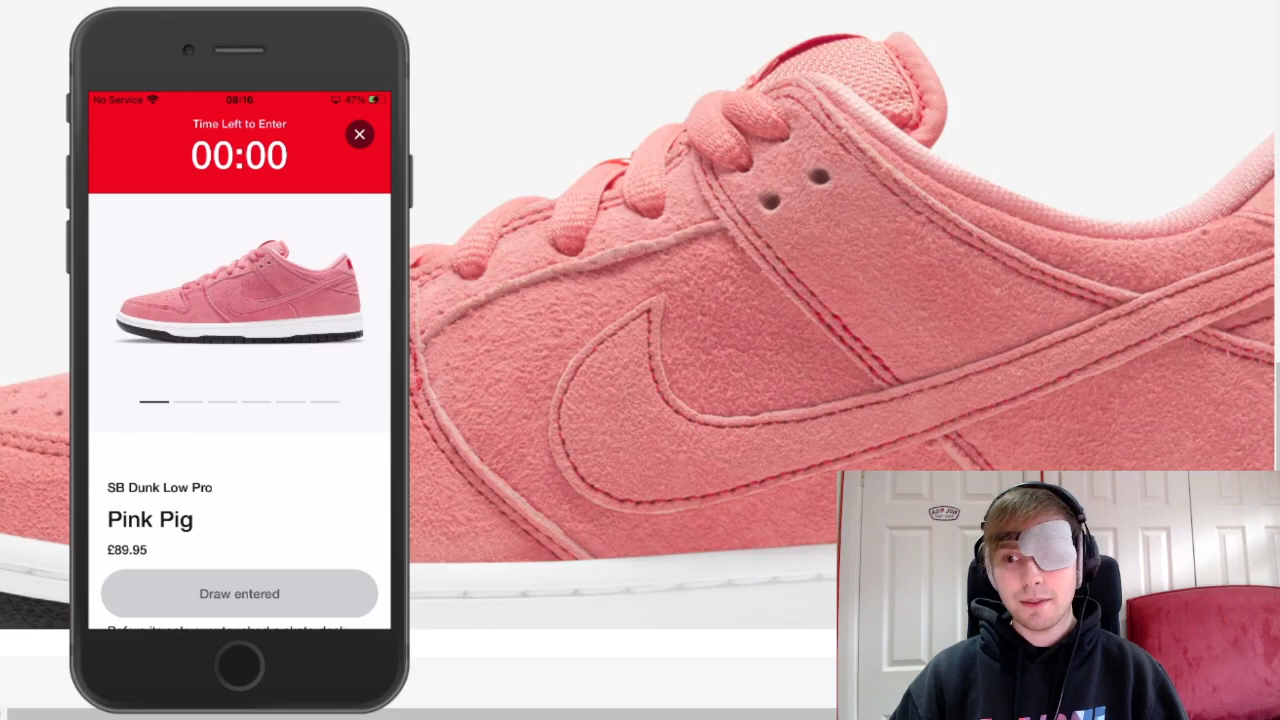 No Service
08:16
47%
Time Left to Enter
00:00
SB Dunk Low Pro
Pink Pig
£89.95
Draw entered